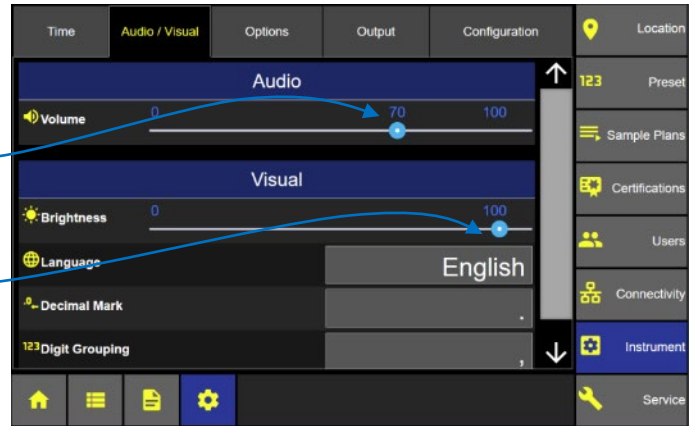 Time Audio / Visual Options Output Configuration Location
Audio
123 Preset
Volume 0 70 100
Sample Plans
Visual
Certifications
Brightness 0 100
Users
Language English
Connectivity
.0 Decimal Mark .
123 Digit Grouping ,
Instrument
Service